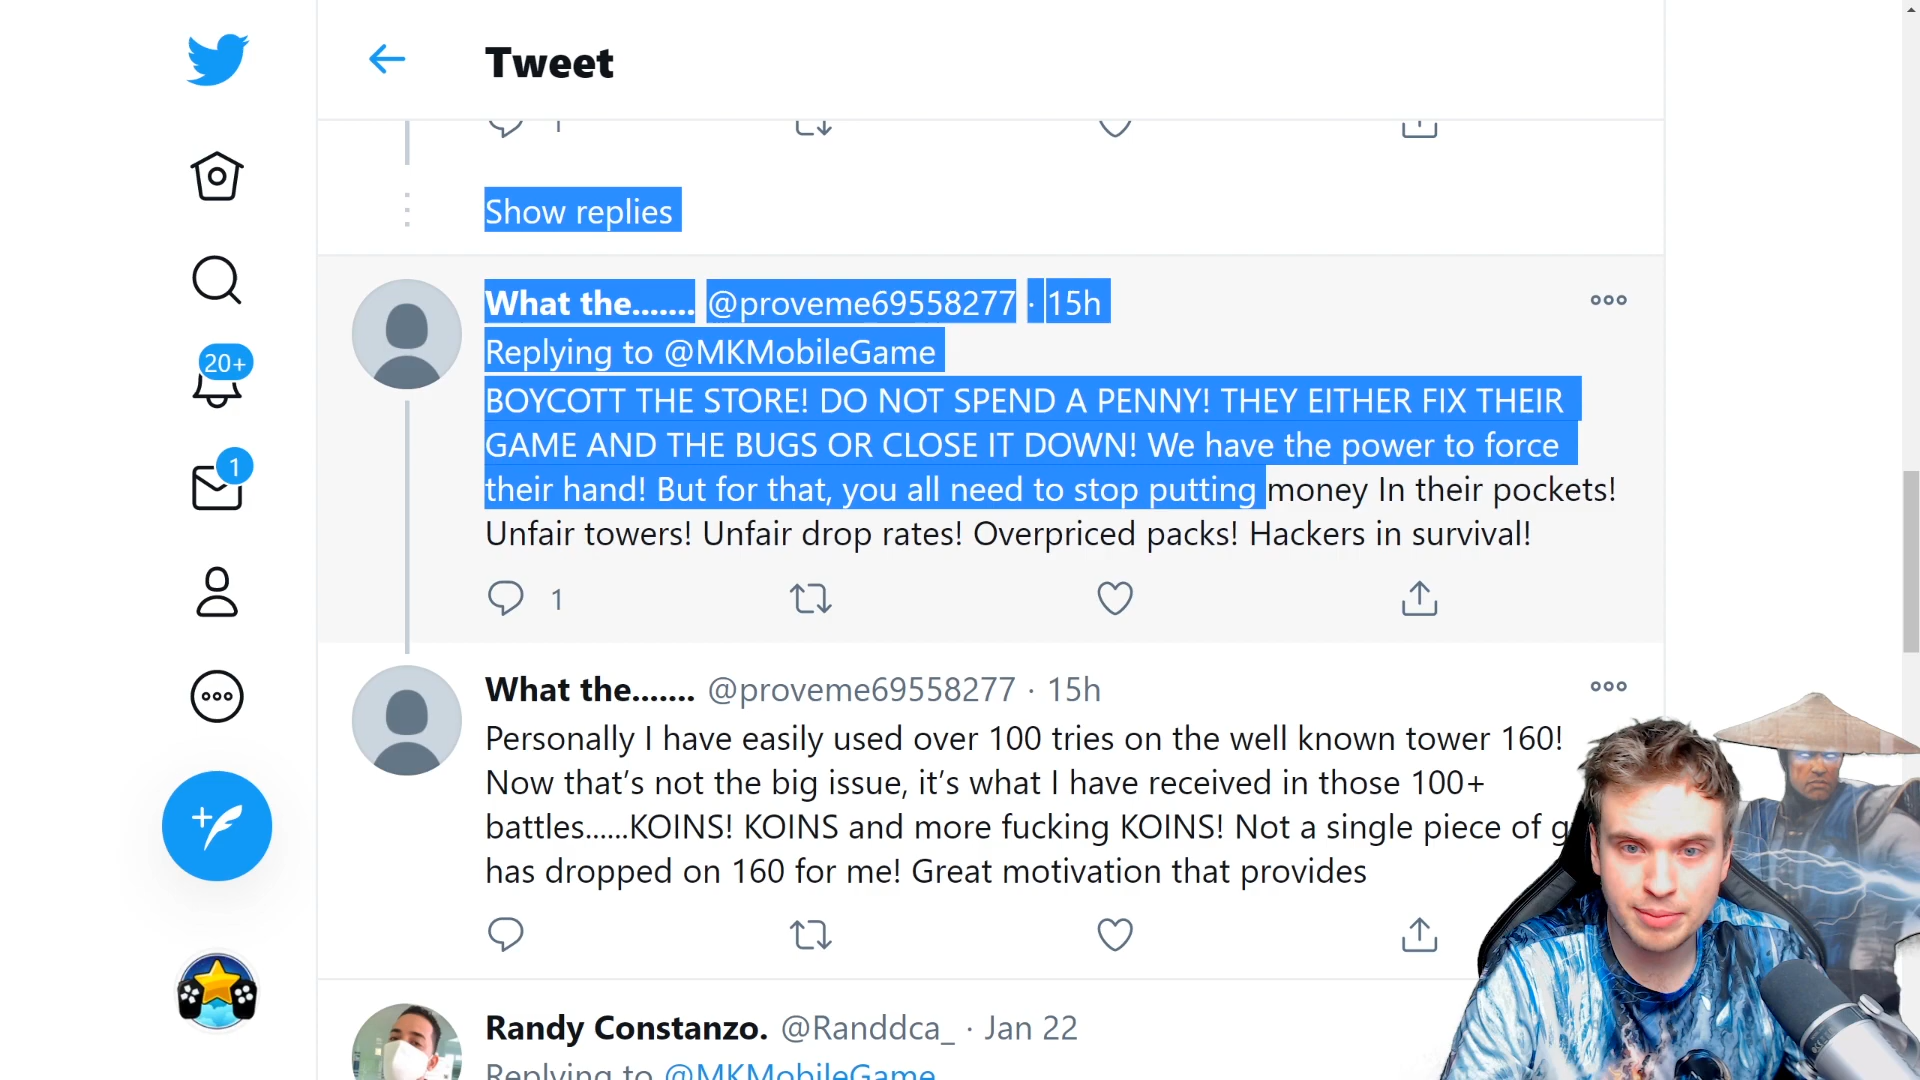 Tweet
1
Show replies
What the....... @proveme69558277 · 15h
Replying to @MKMobileGame
BOYCOTT THE STORE! DO NOT SPEND A PENNY! THEY EITHER FIX THEIR
GAME AND THE BUGS OR CLOSE IT DOWN! We have the power to force
their hand! But for that, you all need to stop putting money In their pockets!
Unfair towers! Unfair drop rates! Overpriced packs! Hackers in survival!
20+
1
1
What the....... @proveme69558277 · 15h
Personally I have easily used over 100 tries on the well known tower 160!
Now that’s not the big issue, it’s what I have received in those 100+
battles......KOINS! KOINS and more fucking KOINS! Not a single piece of
has dropped on 160 for me! Great motivation that provides
Randy Constanzo. @Randdca_ · Jan 22
Replying to @MKMobileGame